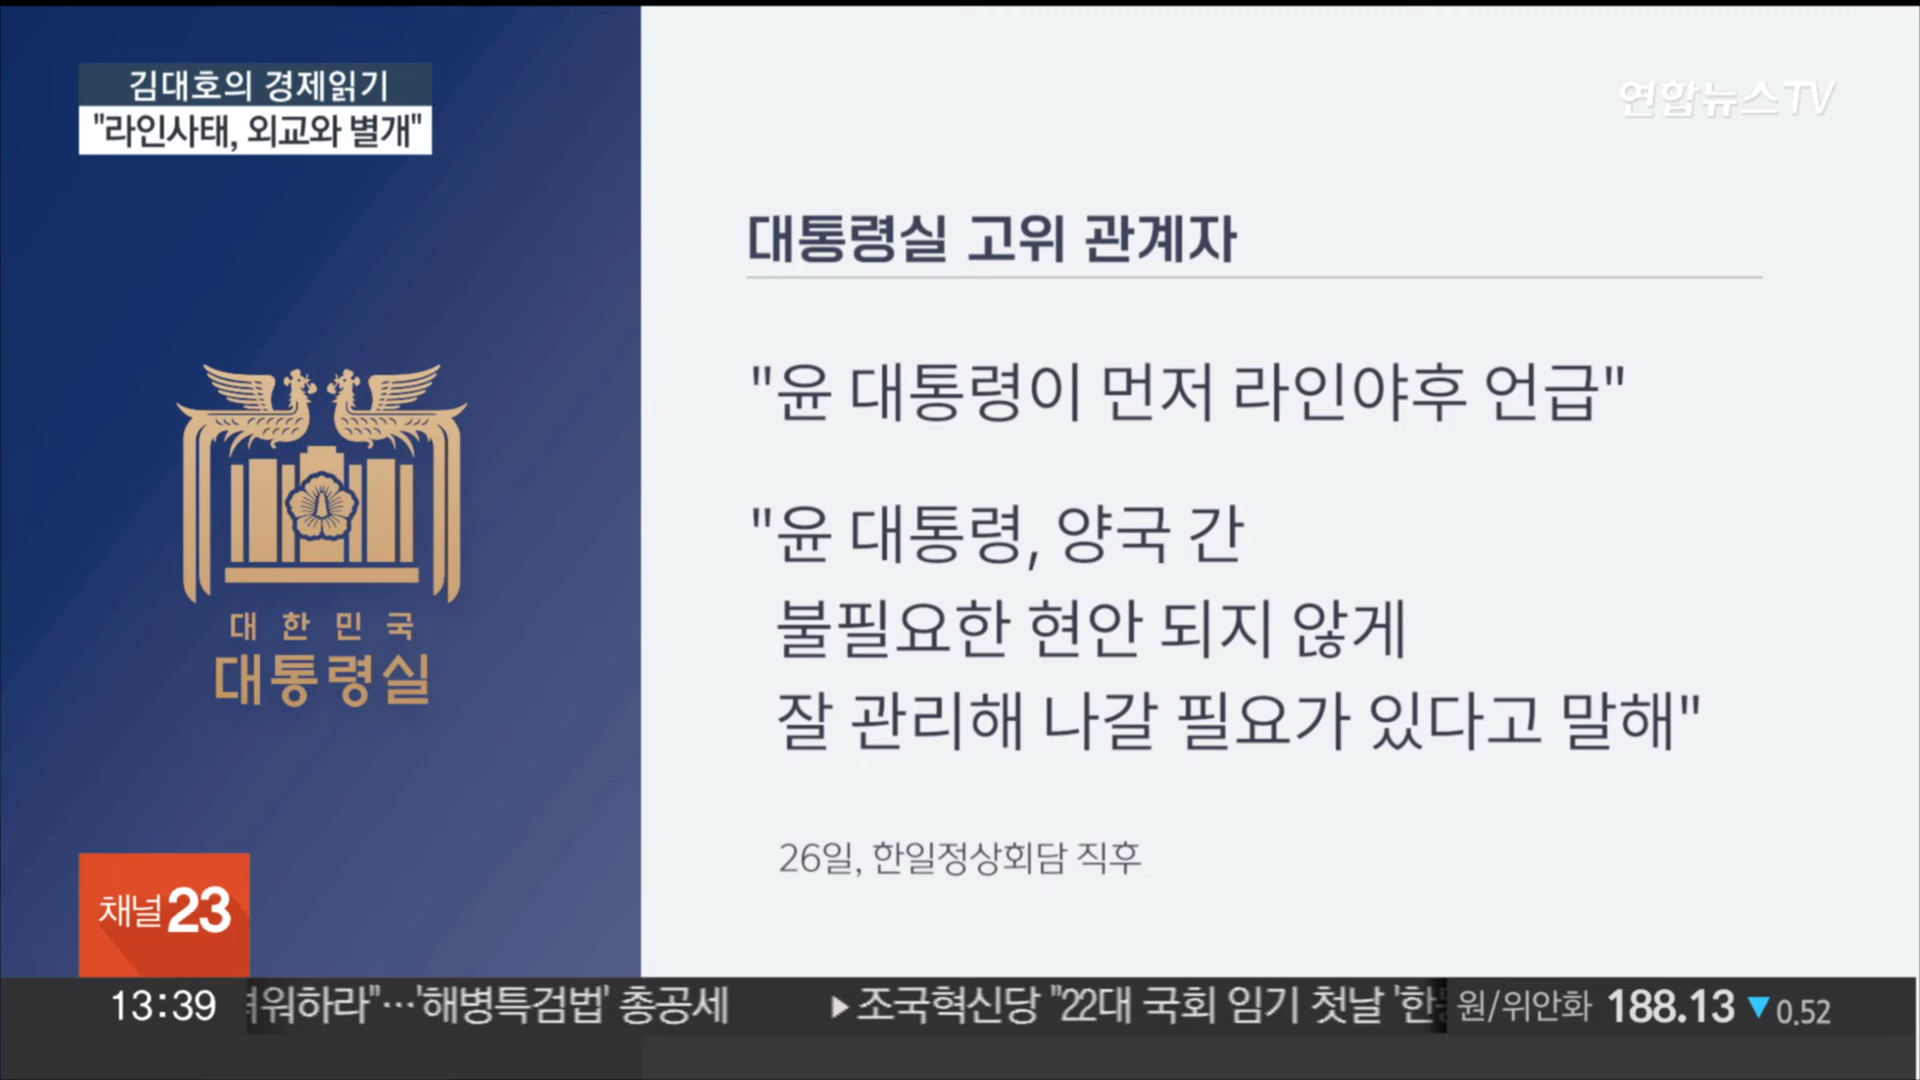 김대호의 경제읽기
"라인사태, 외교와 별개"
연합뉴스TV
대통령실 고위 관계자
"윤 대통령이 먼저 라인야후 언급"
"윤 대통령, 양국 간
불필요한 현안 되지 않게
잘 관리해 나갈 필요가 있다고 말해"
26일, 한일정상회담 직후
대한민국
대통령실
채널 23
13:39 워하라"…'해병특검법' 총공세 ▶조국혁신당 "22대 국회 임기 첫날 '한 원/위안화 188.13 ▼0.52